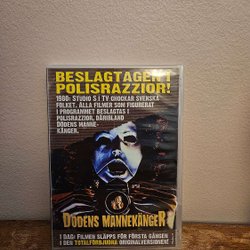 BESLAGTAGEN I
POLISRAZZIOR!
1980: STUDIO S I TV CHOCKAR SVENSKA
FOLKET. ALLA FILMER SOM FIGURERAT
I PROGRAMMET BESLAGTAS I
POLISRAZZIOR, DÄRIBLAND
DÖDENS MANNE-
KÄNGER.
DÖDENS MANNEKÄNGER
I DAG: FILMEN SLÄPPS FÖR FÖRSTA GÅNGEN
I DEN TOTALFÖRBJUDNA ORIGINALVERSIONEN!